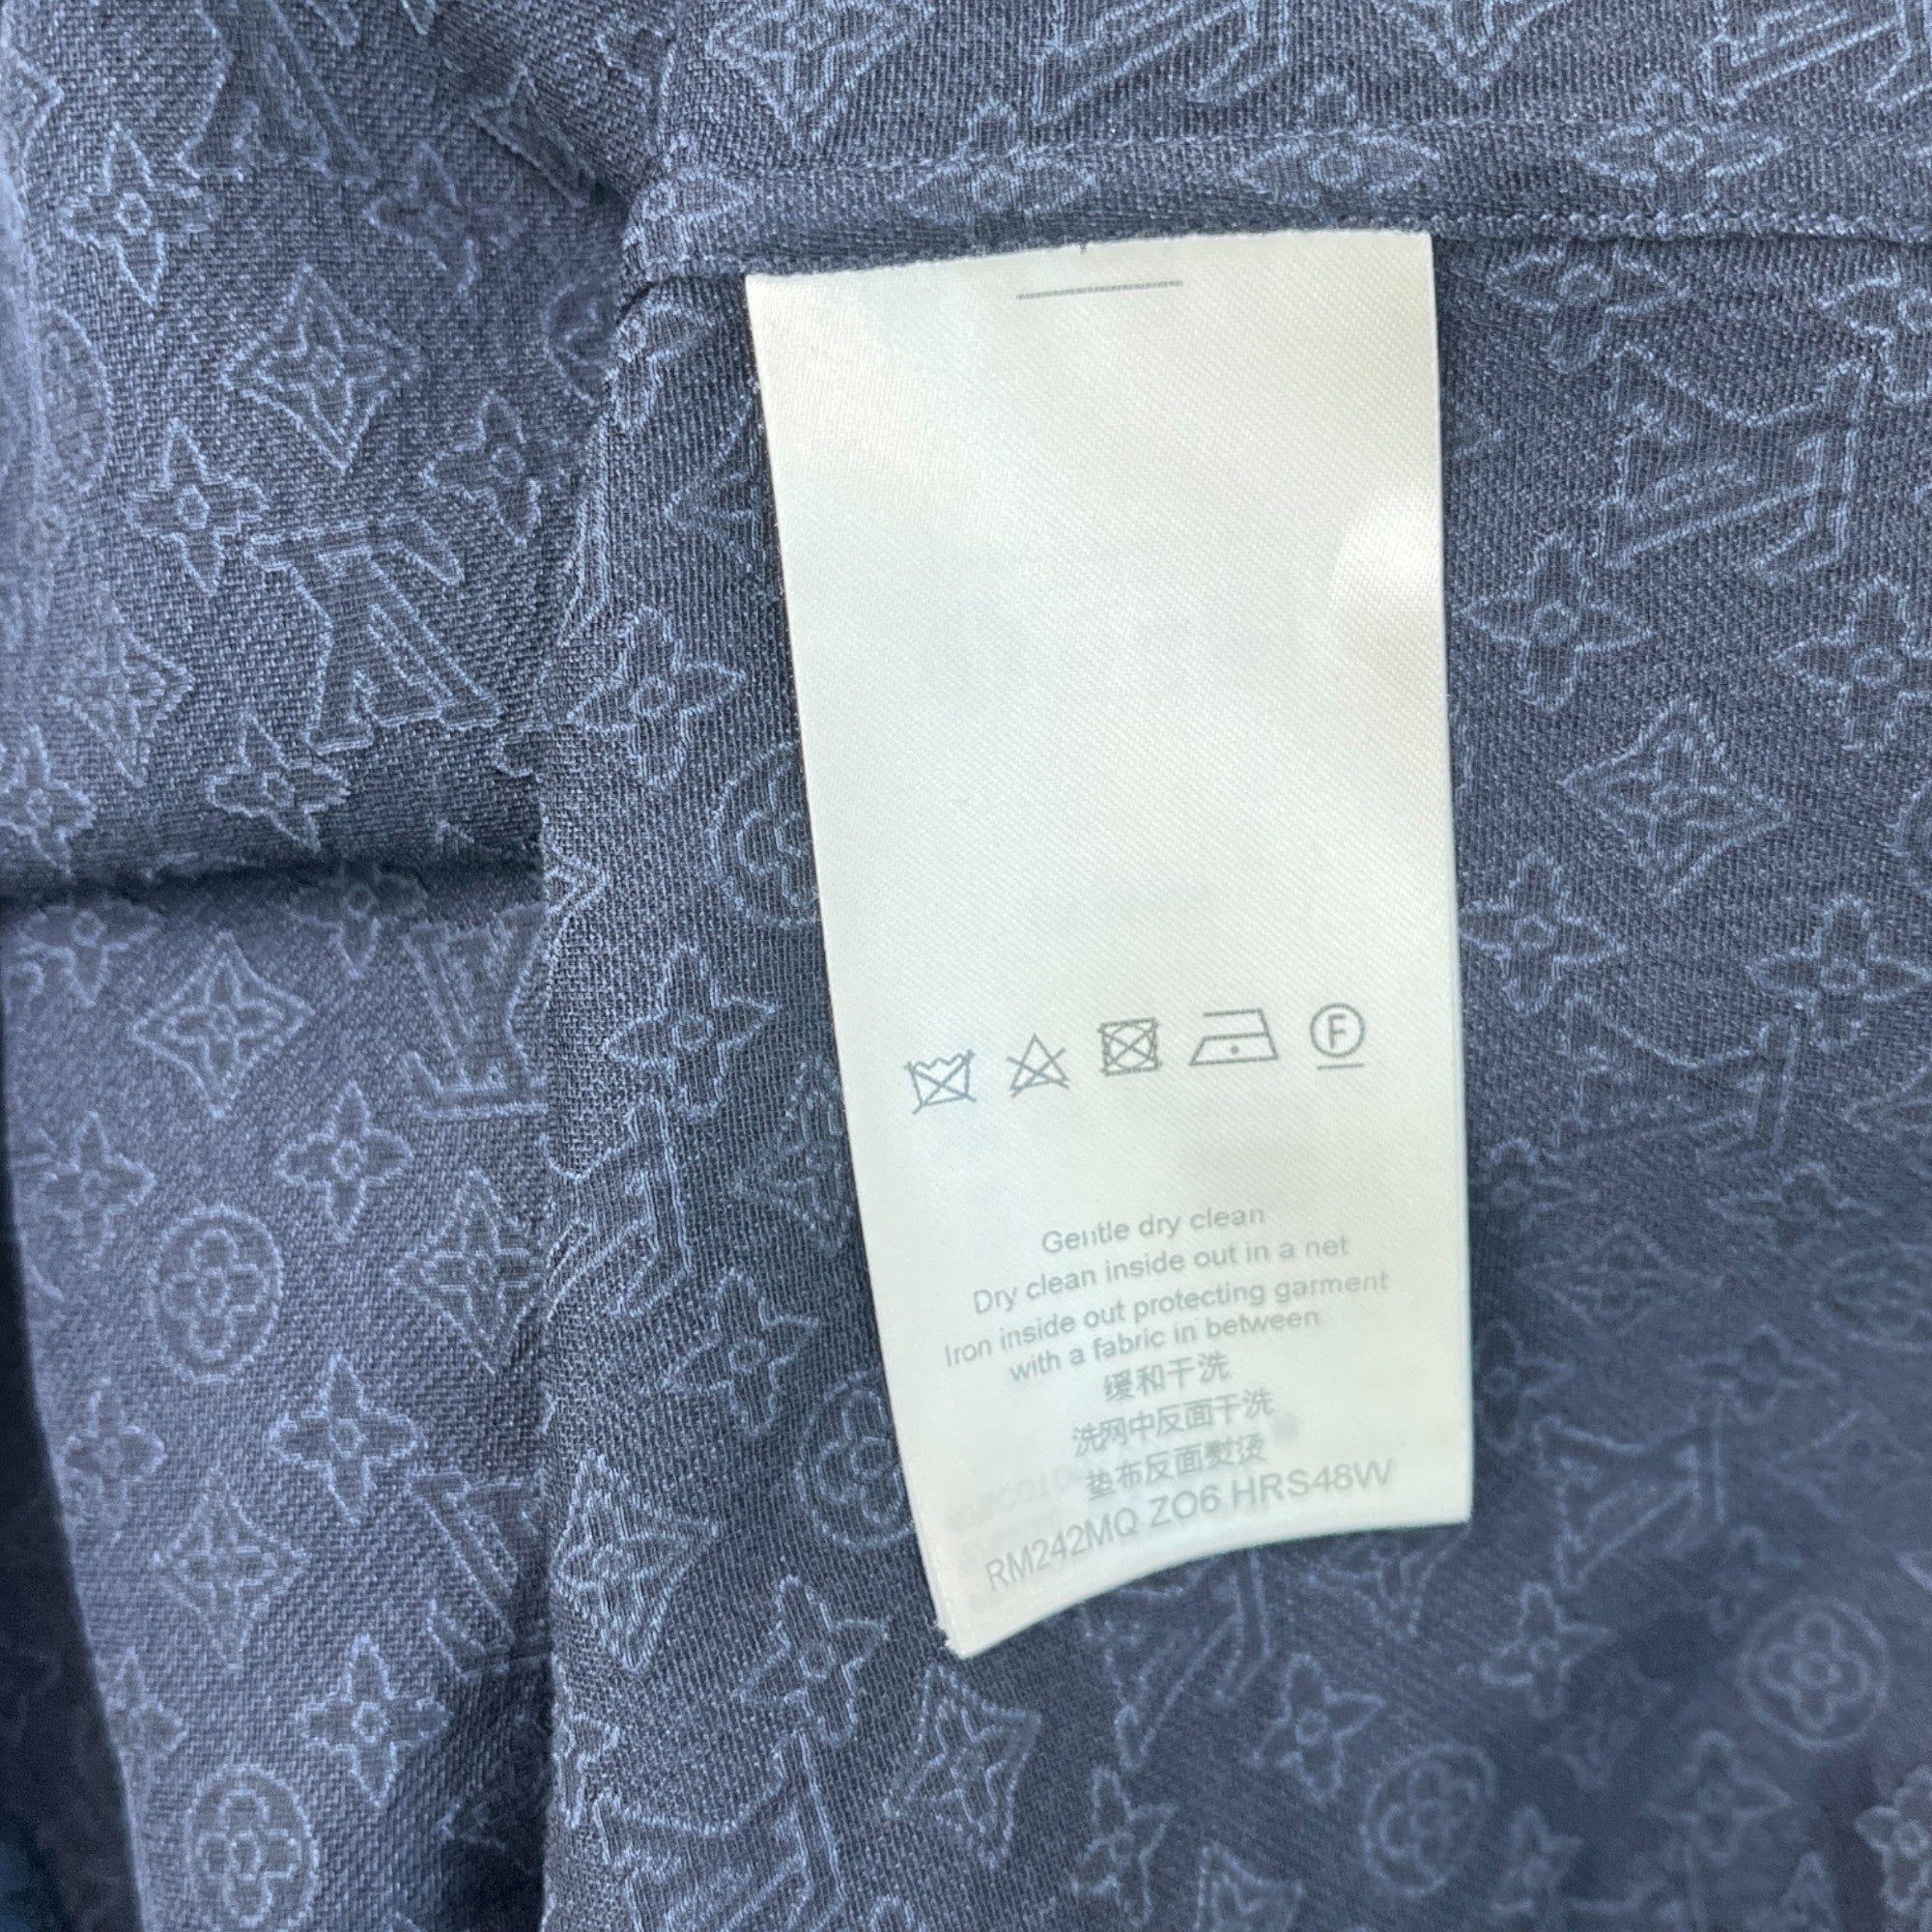 F
Gentle dry clean
Dry clean inside out in a net
Iron inside out protecting garment
with a fabric in between
缓和干洗
洗网中反面干洗
垫布反面熨烫
RM242MQ ZO6 HRS48W